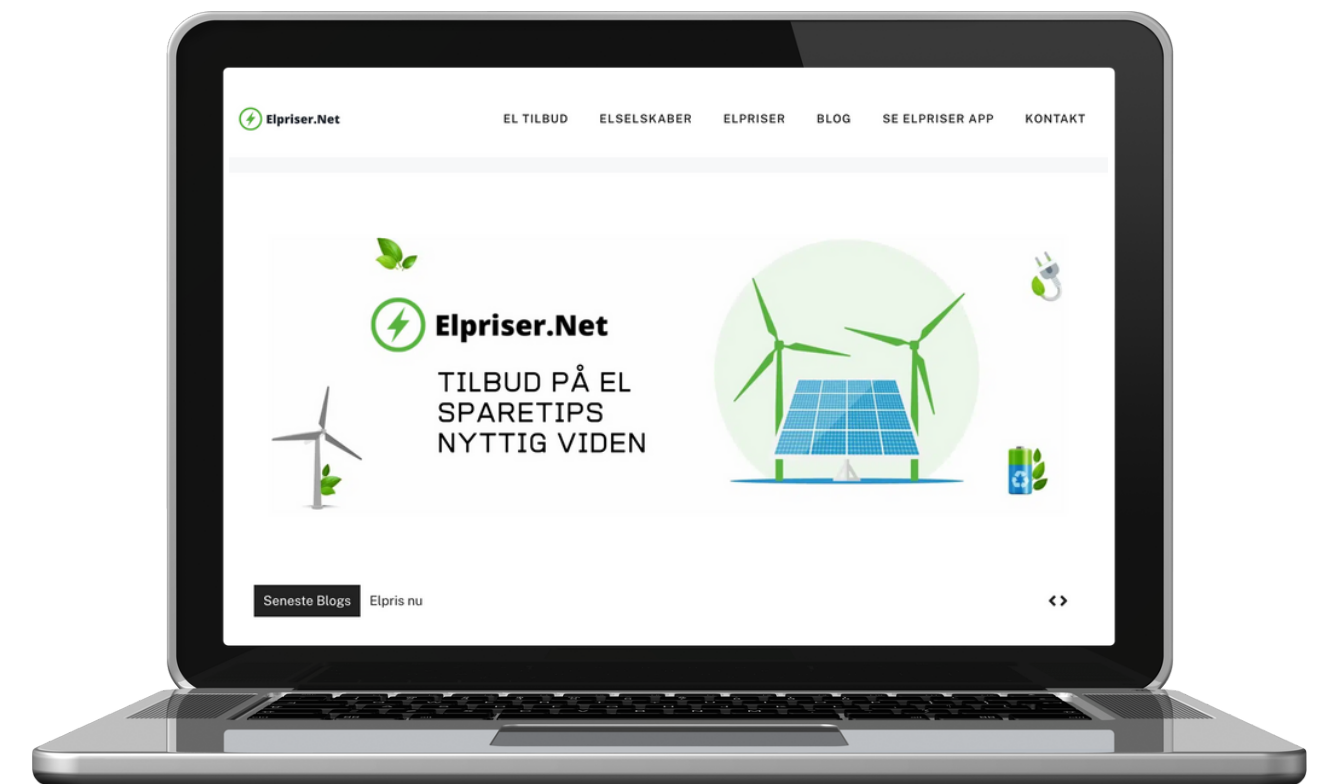 Elpriser.Net
EL TILBUD ELSELSKABER ELPRISER BLOG SE ELPRISER APP KONTAKT
Elpriser.Net
TILBUD PÅ EL
SPARETIPS
NYTTIG VIDEN
Seneste Blogs Elpris nu